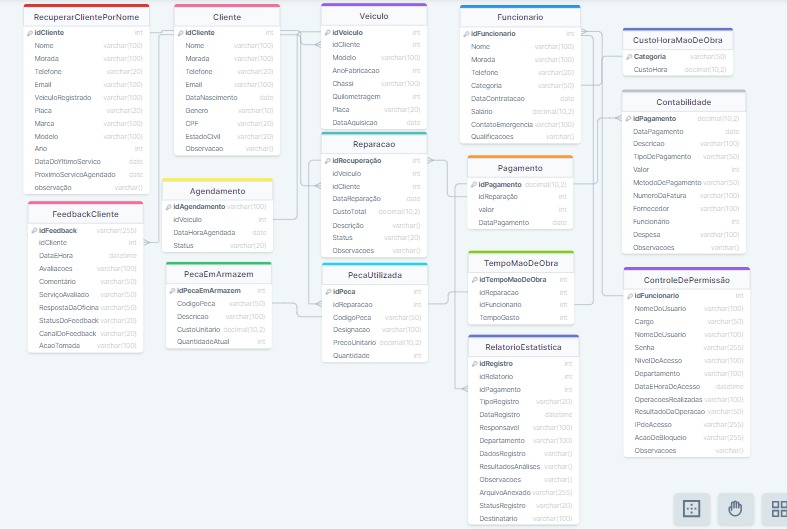 RecuperarClientePorNome
idCliente int
Nome varchar(100)
Morada varchar(100)
Telefone varchar(20)
Email varchar(100)
VeiculoRegistrado varchar(100)
Placa varchar(20)
Marca varchar(100)
Modelo varchar(100)
Ano int
DataDoYltimoServico date
ProximoServicoAgendado date
observação varchar()
FeedbackCliente
idFeedback varchar(255)
idCliente int
DataEHora datetime
Avaliacoes varchar(100)
Comentário varchar(50)
ServiçoAvaliado varchar(50)
RespostaDaOficina varchar(50)
StatusDoFeedback varchar(20)
CanalDoFeedback varchar(20)
AcaoTomada varchar(100)
Cliente
idCliente int
Nome varchar(100)
Morada varchar(100)
Telefone varchar(20)
Email varchar(100)
DataNascimento date
Genero varchar(10)
CPF varchar(20)
EstadoCivil varchar(20)
Observacao varchar()
Agendamento
idAgendamento varchar(100)
idVeiculo int
DataHoraAgendada date
Status varchar(20)
PecaEmArmazem
idPecaEmArmazem int
CodigoPeca varchar(50)
Descricao varchar(100)
CustoUnitario decimal(10,2)
QuantidadeAtual int
Veiculo
idVeiculo int
idCliente int
Modelo varchar(100)
AnoFabricacao int
Chassi varchar(100)
Quilometragem int
Placa varchar(20)
DataAquisicao date
Reparacao
idRecuperação int
idVeiculo int
idCliente int
DataReparação date
CustoTotal decimal(10,2)
Descrição varchar()
Status varchar(20)
Observacoes varchar()
PecaUtilizada
idPeca int
idReparacao int
CodigoPeca varchar(50)
Designacao varchar(100)
PrecoUnitario decimal(10,2)
Quantidade int
Funcionario
idFuncionario int
Nome varchar(100)
Morada varchar(100)
Telefone varchar(20)
Categoria varchar(50)
DataContratacao date
Salário decimal(10,2)
ContatoEmergencia varchar(100)
Qualificacoes varchar()
Pagamento
idPagamento decimal(10,2)
idReparação int
valor int
DataPagamento date
TempoMaoDeObra
idTempoMaoDeObra int
idReparacao int
idFuncionario int
TempoGasto int
RelatorioEstatistica
idRegistro int
idRelatorio int
idPagamento int
TipoRegistro varchar(20)
DataRegistro datetime
Responsavel varchar(100)
Departamento varchar(100)
DadosRegistro varchar()
ResultadosAnálises varchar()
Observacoes varchar()
ArquivoAnexado varchar(255)
StatusRegistro varchar(20)
Destinatario varchar(100)
CustoHoraMaoDeObra
Categoria varchar(50)
CustoHora decimal(10,2)
Contabilidade
idPagamento decimal(10,2)
DataPagamento date
Descricao varchar(100)
TipoDePagamento varchar(50)
Valor int
MetodoDePagamento varchar(50)
NumeroDaFatura varchar(100)
Fornecedor varchar(100)
Funcionário int
Despesa varchar(100)
Observacoes varchar()
ControleDePermissão
idFuncionario int
NomeDoUsuario varchar(100)
Cargo varchar(50)
NomeDeUsuario varchar(100)
Senha varchar(255)
NivelDeAcesso varchar(100)
Departamento varchar(100)
DataEHoraDeAcesso datetime
OperacoesRealizadas varchar(100)
ResultadoDaOperacao varchar(50)
IPdeAcesso varchar(100)
AcaoDeBloqueio varchar(255)
Observacoes varchar()